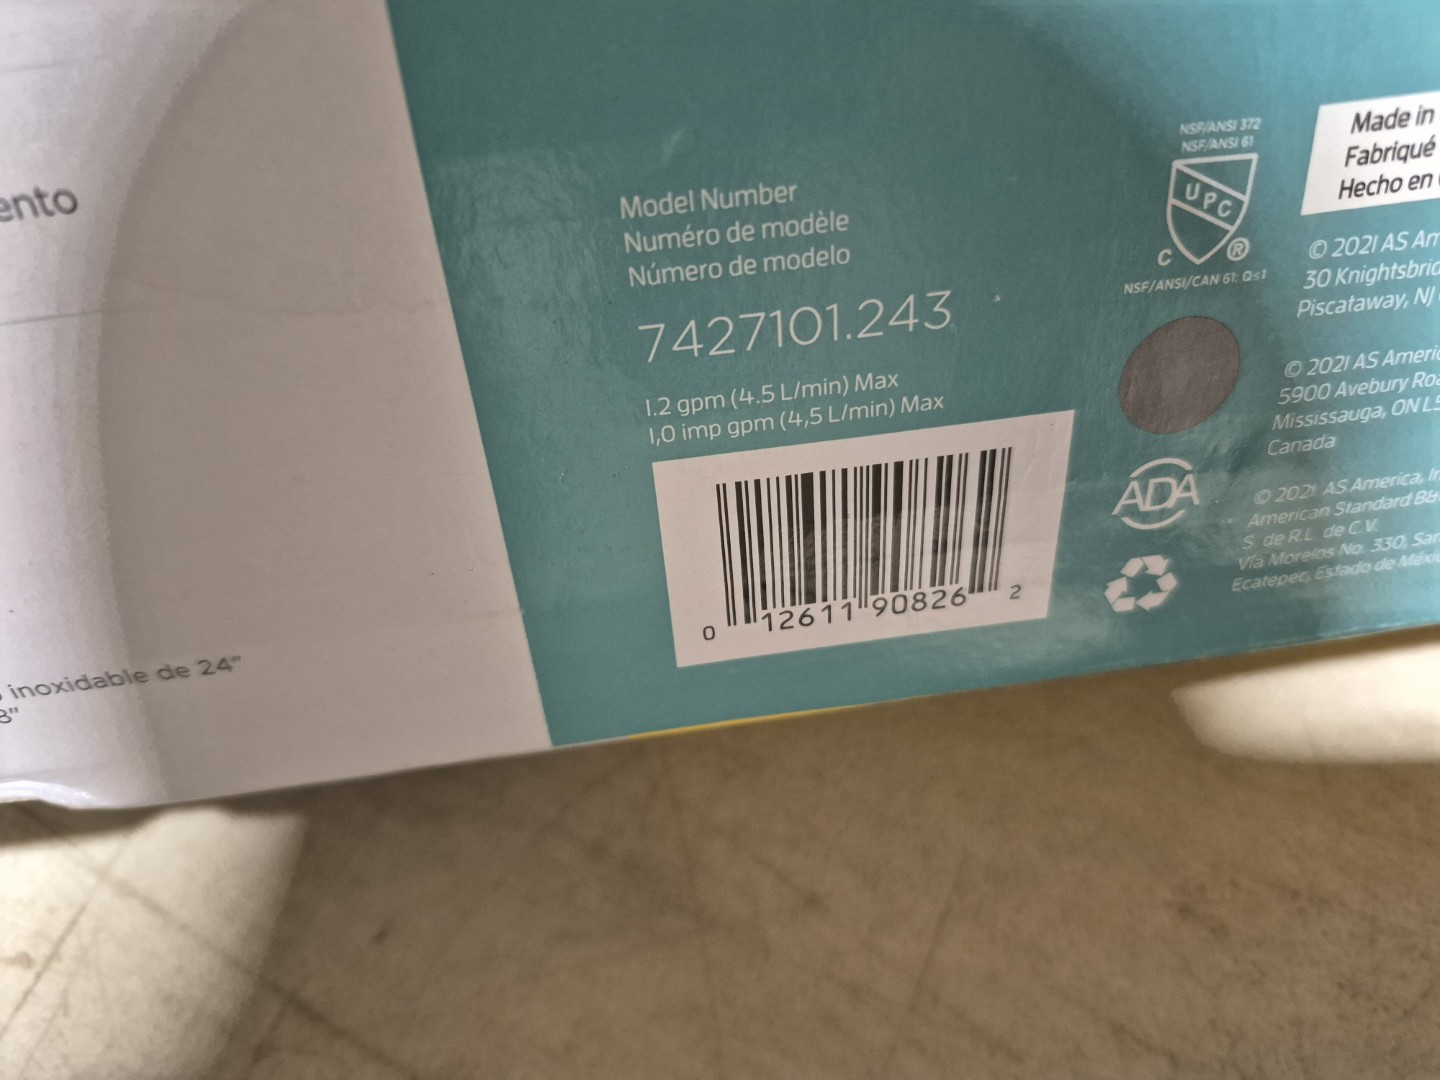 ento
inoxidable de 24"
8"
Model Number
Numéro de modèle
Número de modelo
7427101.243
1.2 gpm (4.5 L/min) Max
1,0 imp gpm (4,5 L/min) Max
0 12611 90826 2
NSF/ANSI 372
NSF/ANSI 61
UPC
C ®
NSF/ANSI/CAN 61: Q≤1
ADA
Made in
Fabriqué
Hecho en
© 2021 AS Am
30 Knightsbrid
Piscataway, NJ
© 2021 AS Americ
5900 Avebury Roa
Mississauga, ON L5
Canada
© 2021 AS America, In
American Standard B&
S. de R.L. de C.V.
Vía Morelos No. 330, San
Ecatepec, Estado de Méxic